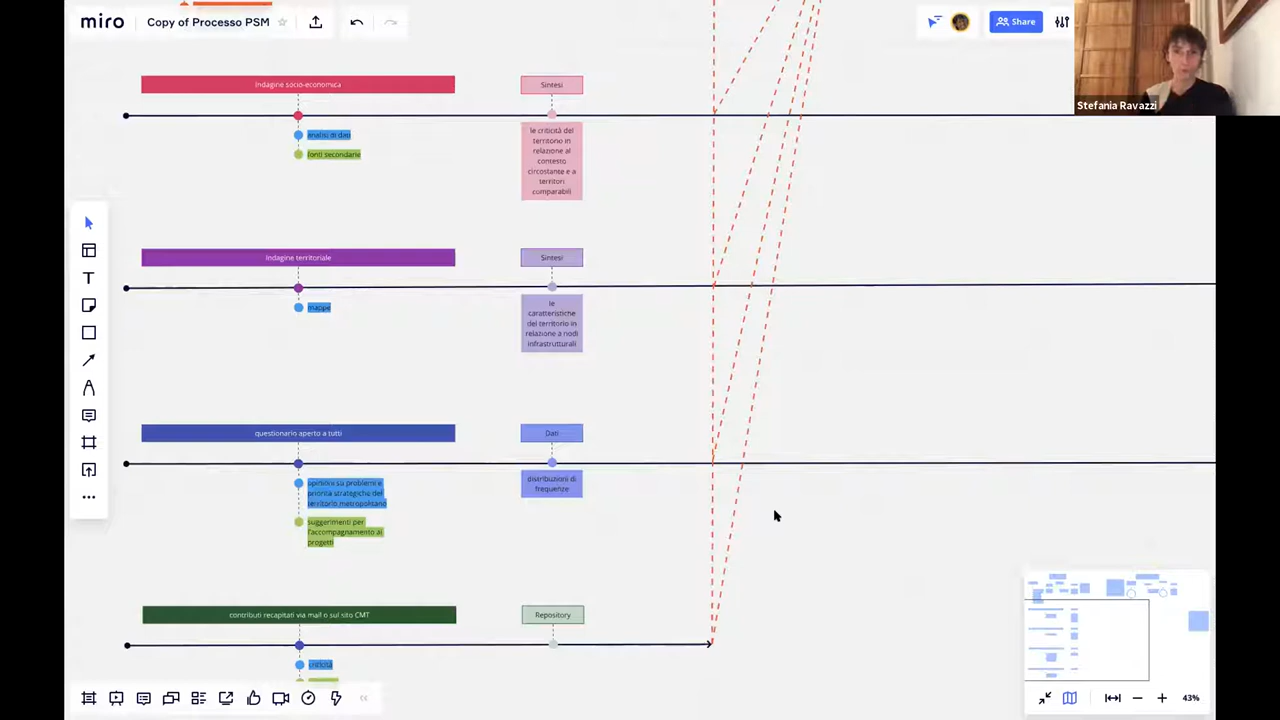 miro
Copy of Processo PSM
Share
Stefania Ravazzi
Indagine socio-economica
Sintesi
analisi di dati
fonti secondarie
le criticità del
territorio in
relazione al
contesto
circostante e a
territori
comparabili
Indagine territoriale
Sintesi
mappe
le
caratteristiche
del territorio in
relazione a nodi
infrastrutturali
questionario aperto a tutti
Dati
opinioni su problemi e
priorità strategiche del
territorio metropolitano
distribuzioni di
frequenze
suggerimenti per
l'accompagnamento ai
progetti
contributi recapitati via mail o sul sito CMT
Repository
criticità
43%